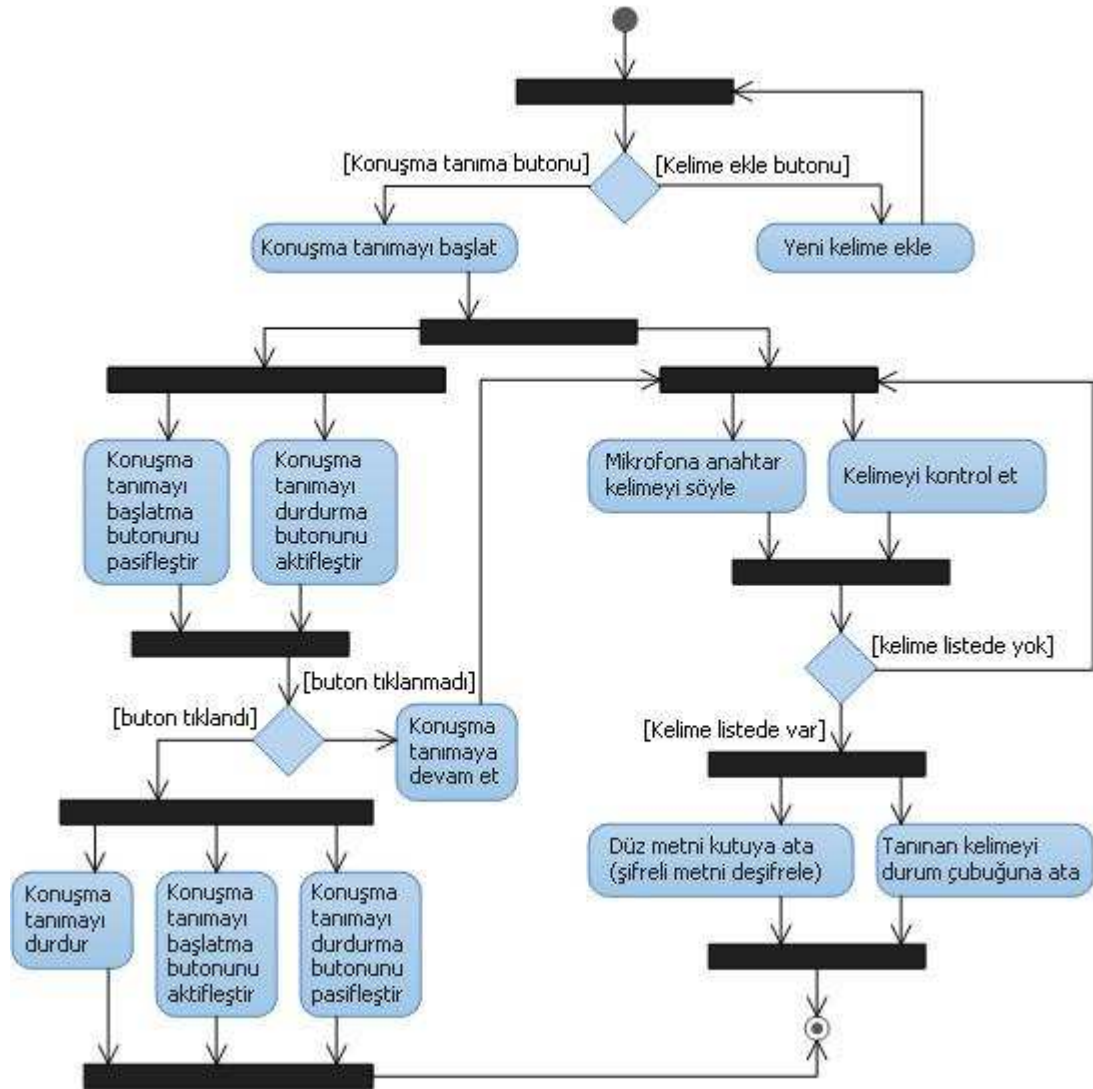 [Konuşma tanıma butonu]
[Kelime ekle butonu]
Konuşma tanımayı başlat
Yeni kelime ekle
Konuşma
tanımayı
başlatma
butonunu
pasifleştir
Konuşma
tanımayı
durdurma
butonunu
aktifleştir
Mikrofona anahtar
kelimeyi söyle
Kelimeyi kontrol et
[kelime listede yok]
[buton tıklanmadı]
[buton tıklandı]
Konuşma
tanımaya
devam et
[Kelime listede var]
Düz metni kutuya ata
(şifreli metni deşifrele)
Tanınan kelimeyi
durum çubuğuna ata
Konuşma
tanımayı
durdur
Konuşma
tanımayı
başlatma
butonunu
aktifleştir
Konuşma
tanımayı
durdurma
butonunu
pasifleştir